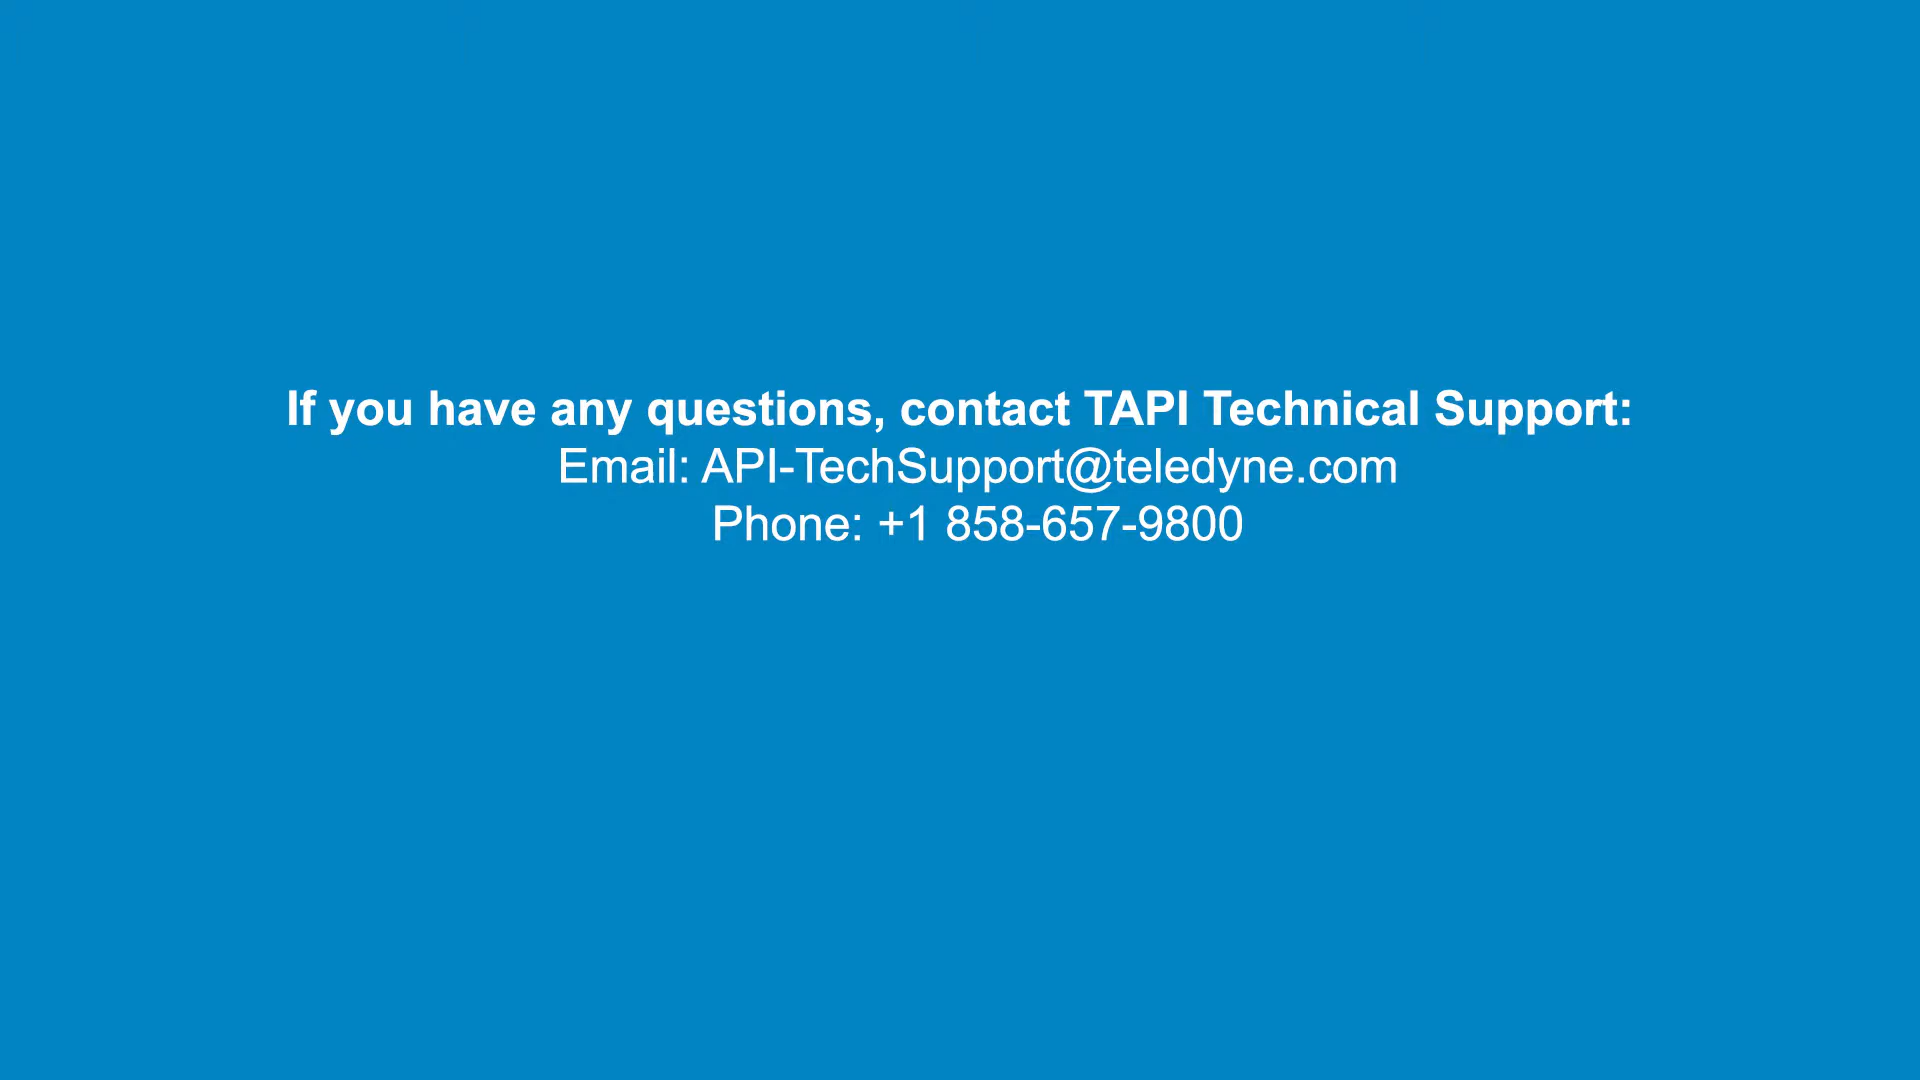 If you have any questions, contact TAPI Technical Support:
Email: API-TechSupport@teledyne.com
Phone: +1 858-657-9800